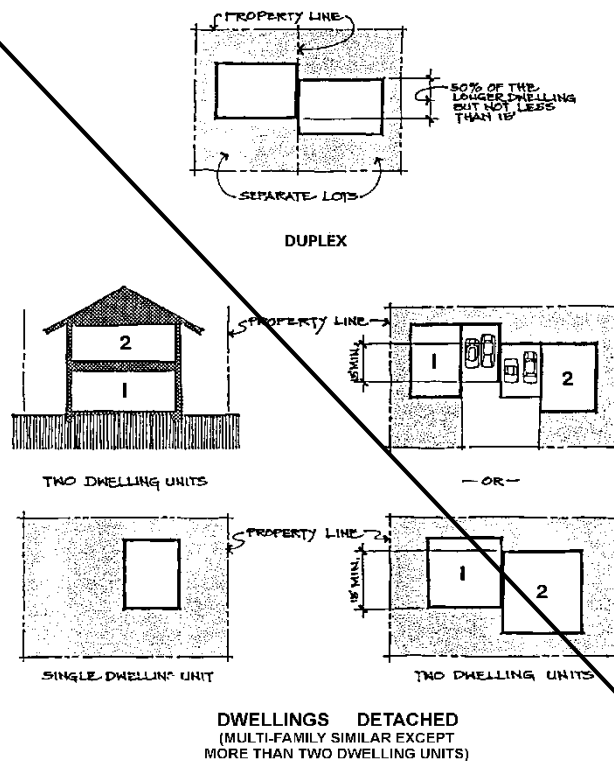 PROPERTY LINE
50% OF THE
LONGER DWELLING
BUT NOT LESS
THAN 15'
SEPARATE LOTS
DUPLEX
2
1
PROPERTY LINE
15' MIN.
1
2
TWO DWELLING UNITS
-OR-
PROPERTY LINE
15' MIN.
1
2
SINGLE DWELLIN' UNIT
TWO DWELLING UNITS
DWELLINGS DETACHED
(MULTI-FAMILY SIMILAR EXCEPT
MORE THAN TWO DWELLING UNITS)